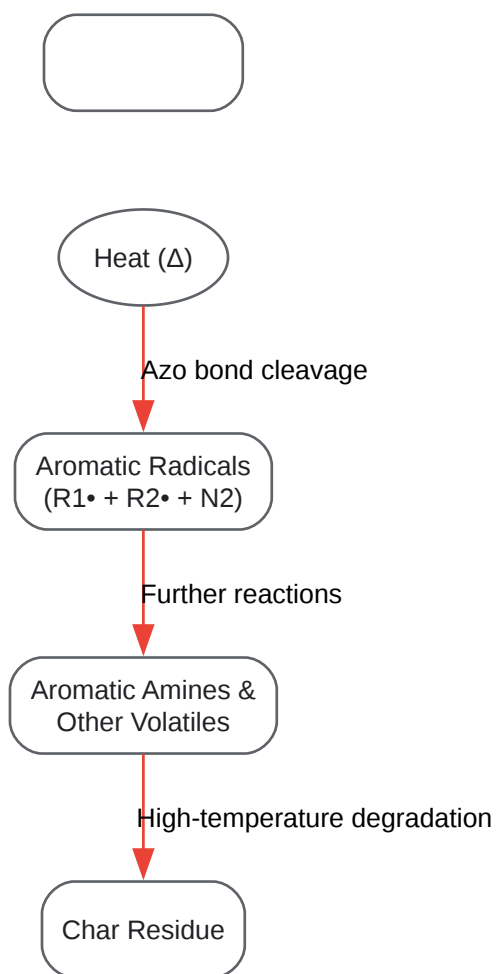 Heat (Δ)
Azo bond cleavage
Aromatic Radicals
(R1• + R2• + N2)
Further reactions
Aromatic Amines &
Other Volatiles
High-temperature degradation
Char Residue